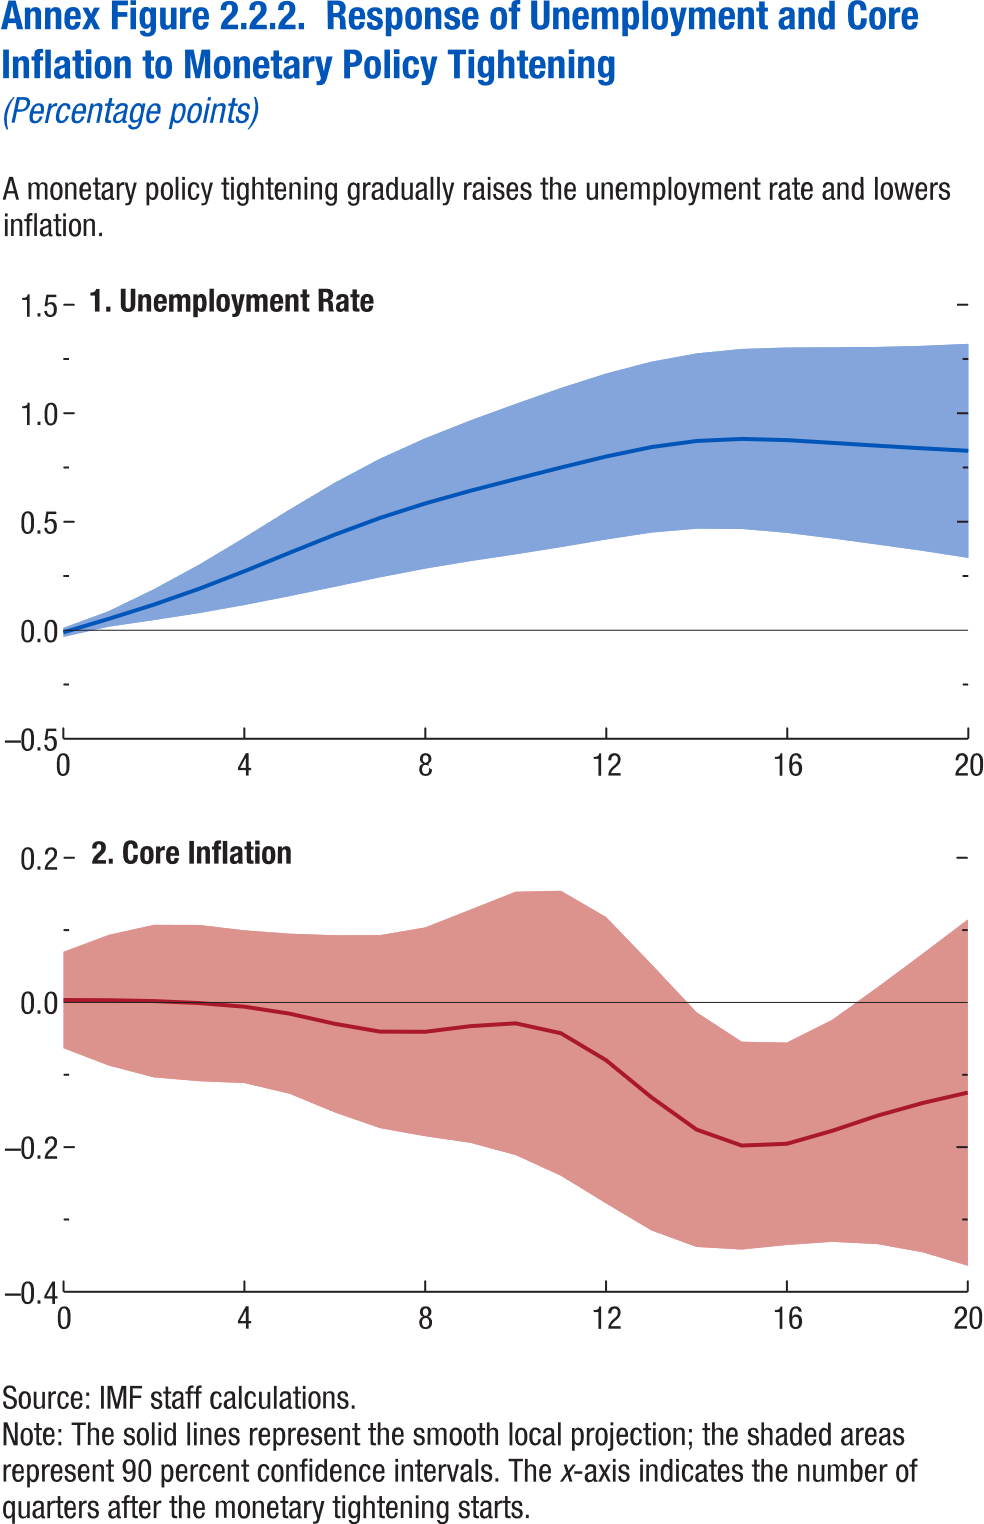 Annex Figure 2.2.2.  Response of Unemployment and Core
Inflation to Monetary Policy Tightening
(Percentage points)
A monetary policy tightening gradually raises the unemployment rate and lowers
inflation.
1. Unemployment Rate
1.5
1.0
0.5
0.0
–0.5
0 4 8 12 16 20
2. Core Inflation
0.2
0.0
–0.2
–0.4
0 4 8 12 16 20
Source: IMF staff calculations.
Note: The solid lines represent the smooth local projection; the shaded areas
represent 90 percent confidence intervals. The x-axis indicates the number of
quarters after the monetary tightening starts.